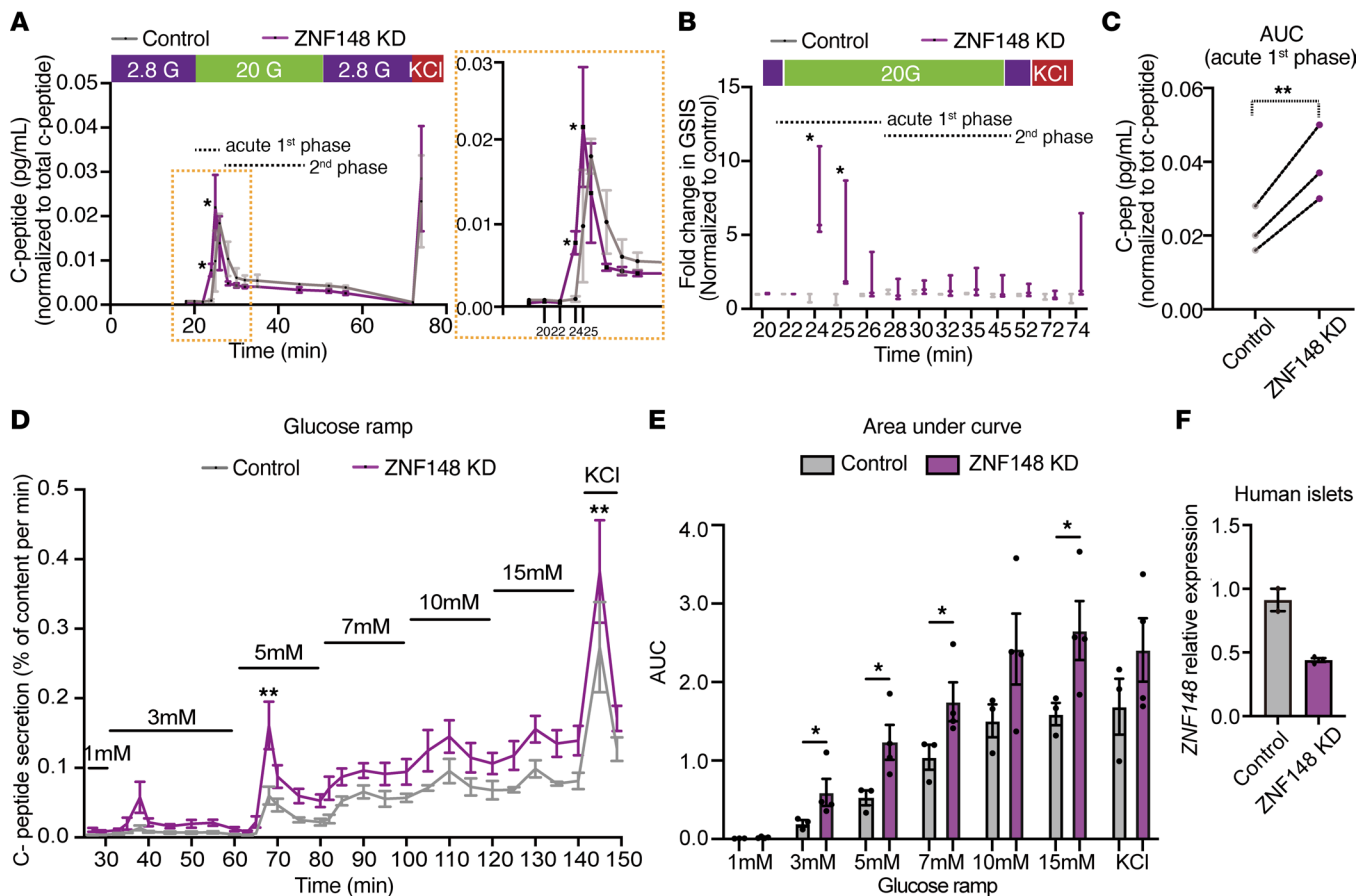 A
Control
ZNF148 KD
2.8 G
20 G
2.8 G
KCl
C-peptide (pg/mL)
(normalized to total c-peptide)
0.05
0.04
0.03
0.02
0.01
0.00
acute 1st phase
2nd phase
*
*
0
20
40
60
80
Time (min)
0.03
0.02
0.01
0.00
*
*
20 22 24 25
B
Control
ZNF148 KD
20G
KCl
Fold change in GSIS
(Normalized to control)
15
10
5
1
0
acute 1st phase
2nd phase
*
*
20 22 24 25 26 28 30 32 35 45 52 72 74
Time (min)
C
AUC
(acute 1st phase)
C-pep (pg/mL)
(normalized to tot c-peptide)
0.06
0.04
0.02
0.00
**
Control
ZNF148 KD
D
Glucose ramp
Control
ZNF148 KD
C- peptide secretion (% of content per min)
0.5
0.4
0.3
0.2
0.1
0.0
1mM
3mM
5mM
7mM
10mM
15mM
KCl
**
**
30 40 50 60 70 80 90 100 110 120 130 140 150
Time (min)
E
Area under curve
Control
ZNF148 KD
AUC
4.0
3.0
2.0
1.0
0.0
*
*
*
*
1mM 3mM 5mM 7mM 10mM 15mM KCl
Glucose ramp
F
Human islets
ZNF148 relative expression
1.5
1.0
0.5
0.0
Control
ZNF148 KD